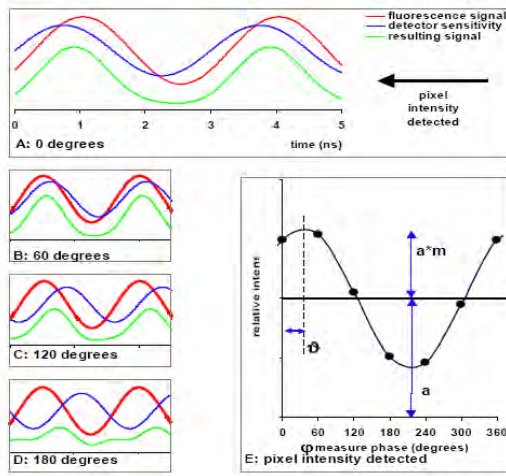 fluorescence signal
detector sensitivity
resulting signal
pixel
intensity
detected
0 1 2 3 4 5
A: 0 degrees
time (ns)
B: 60 degrees
C: 120 degrees
D: 180 degrees
relative intens
a*m
ϑ
a
0 60 120 180 240 300 360
φ measure phase (degrees)
E: pixel intensity detected